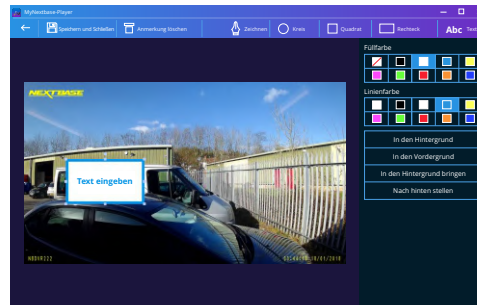 MyNextbase-Player
Speichern und Schließen
Anmerkung löschen
Zeichnen
Kreis
Quadrat
Rechteck
Abc Text
Füllfarbe
NEXTBASE
Linienfarbe
In den Hintergrund
In den Vordergrund
Text eingeben
In den Hintergrund bringen
Nach hinten stellen